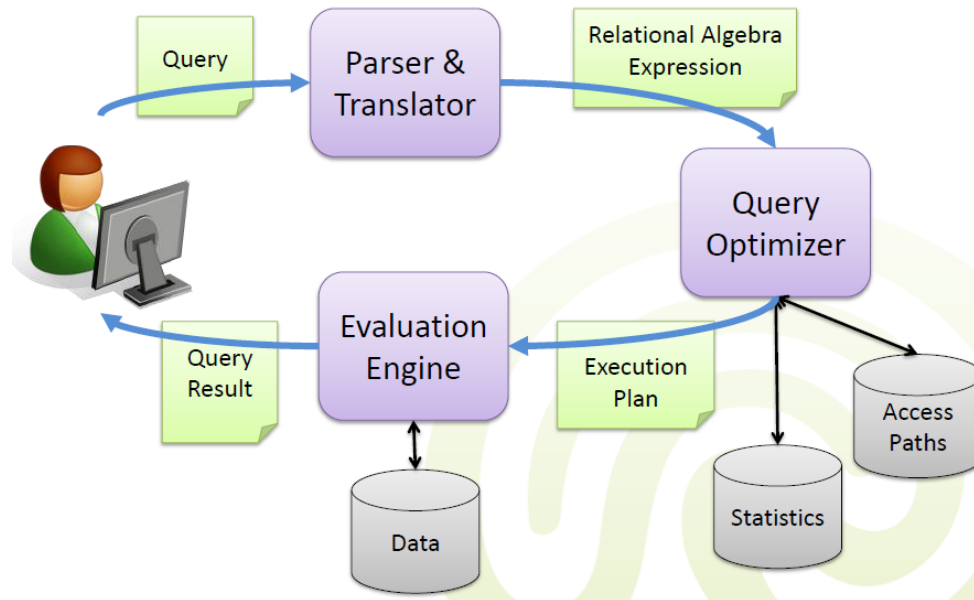 Query
Parser &
Translator
Relational Algebra
Expression
Query
Optimizer
Evaluation
Engine
Query
Result
Execution
Plan
Access
Paths
Statistics
Data